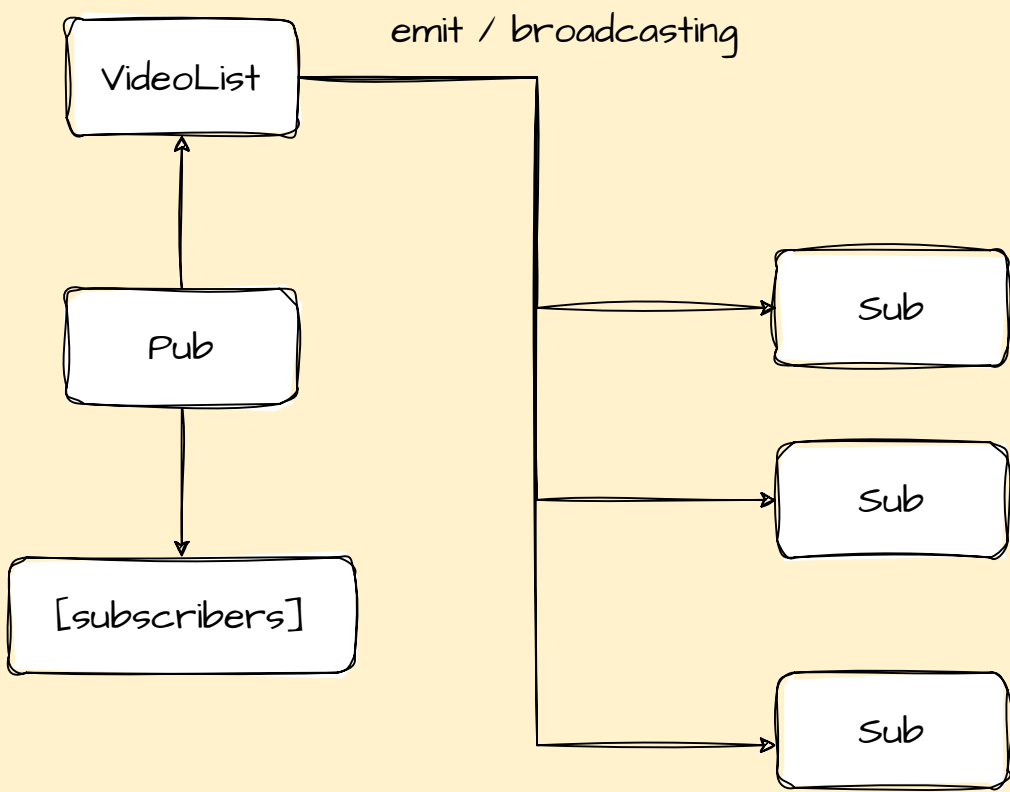 emit / broadcasting
VideoList
Pub
[subscribers]
Sub
Sub
Sub